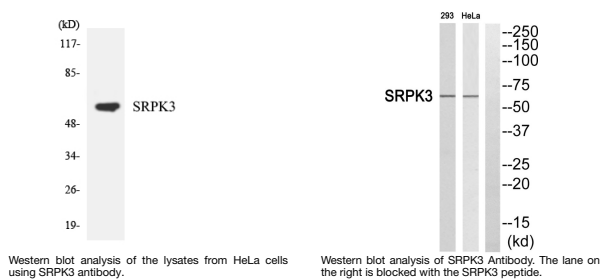 (kD)
117-
85-
SRPK3
48-
34-
26-
19-
Western blot analysis of the lysates from HeLa cells
using SRPK3 antibody.
293 HeLa
--250
--150
--100
--75
SRPK3
--50
--37
--25
--20
--15
(kd)
Western blot analysis of SRPK3 Antibody. The lane on
the right is blocked with the SRPK3 peptide.